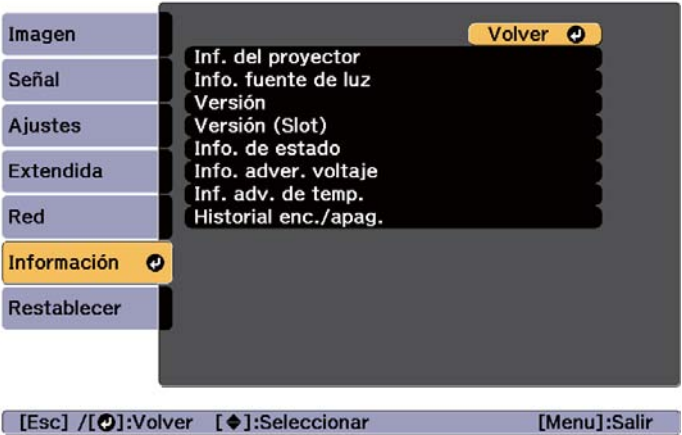 Imagen
Señal
Ajustes
Extendida
Red
Información
Restablecer
Volver
Inf. del proyector
Info. fuente de luz
Versión
Versión (Slot)
Info. de estado
Info. adver. voltaje
Inf. adv. de temp.
Historial enc./apag.
[Esc] /[⏎]:Volver [◆]:Seleccionar [Menu]:Salir